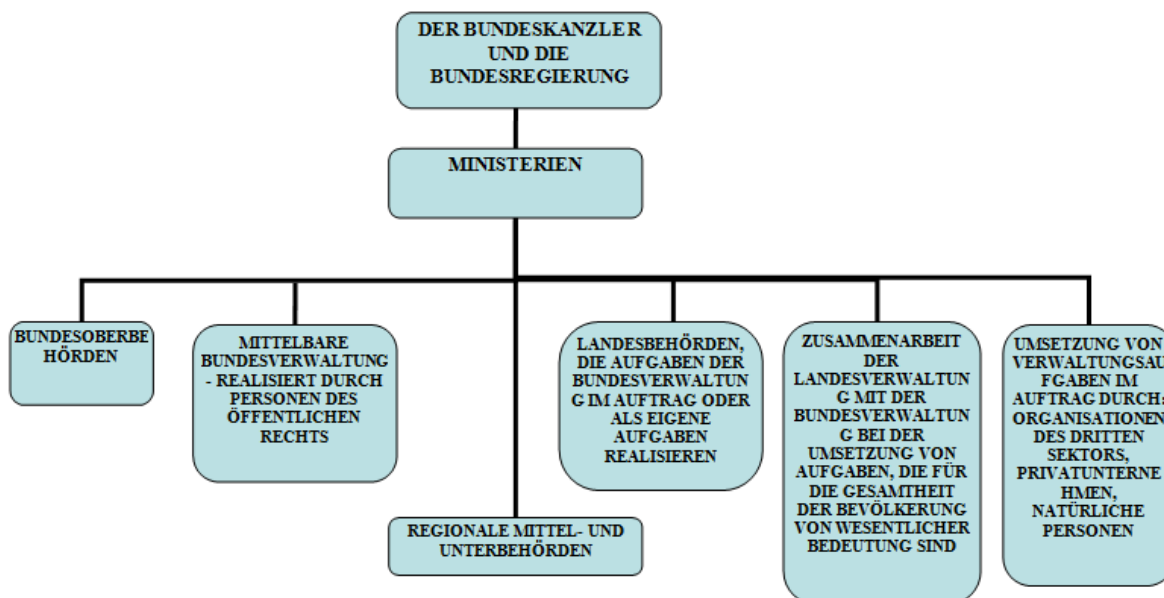 DER BUNDESKANZLER
UND DIE
BUNDESREGIERUNG
MINISTERIEN
BUNDESOBERBE
HÖRDEN
MITTELBARE
BUNDESVERWALTUNG
- REALISIERT DURCH
PERSONEN DES
ÖFFENTLICHEN
RECHTS
REGIONALE MITTEL- UND
UNTERBEHÖRDEN
LANDESBEHÖRDEN,
DIE AUFGABEN DER
BUNDESVERWALTUN
G IM AUFTRAG ODER
ALS EIGENE
AUFGABEN
REALISIEREN
ZUSAMMENARBEIT
DER
LANDESVERWALTUN
G MIT DER
BUNDESVERWALTUN
G BEI DER
UMSETZUNG VON
AUFGABEN, DIE FÜR
DIE GESAMTHEIT
DER BEVÖLKERUNG
VON WESENTLICHER
BEDEUTUNG SIND
UMSETZUNG VON
VERWALTUNGSAU
FGABEN IM
AUFTRAG DURCH:
ORGANISATIONEN
DES DRITTEN
SEKTORS,
PRIVATUNTERNE
HMEN,
NATÜRLICHE
PERSONEN